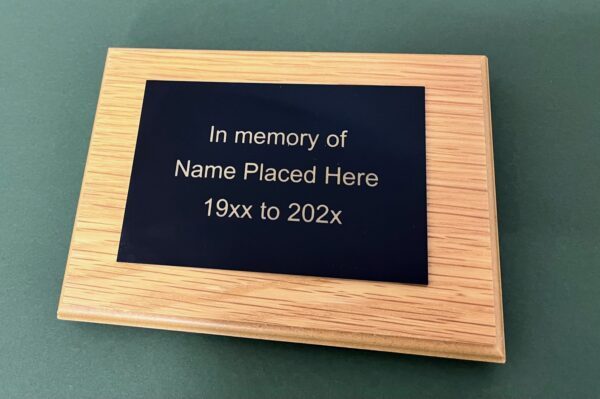 In memory of
Name Placed Here
19xx to 202x